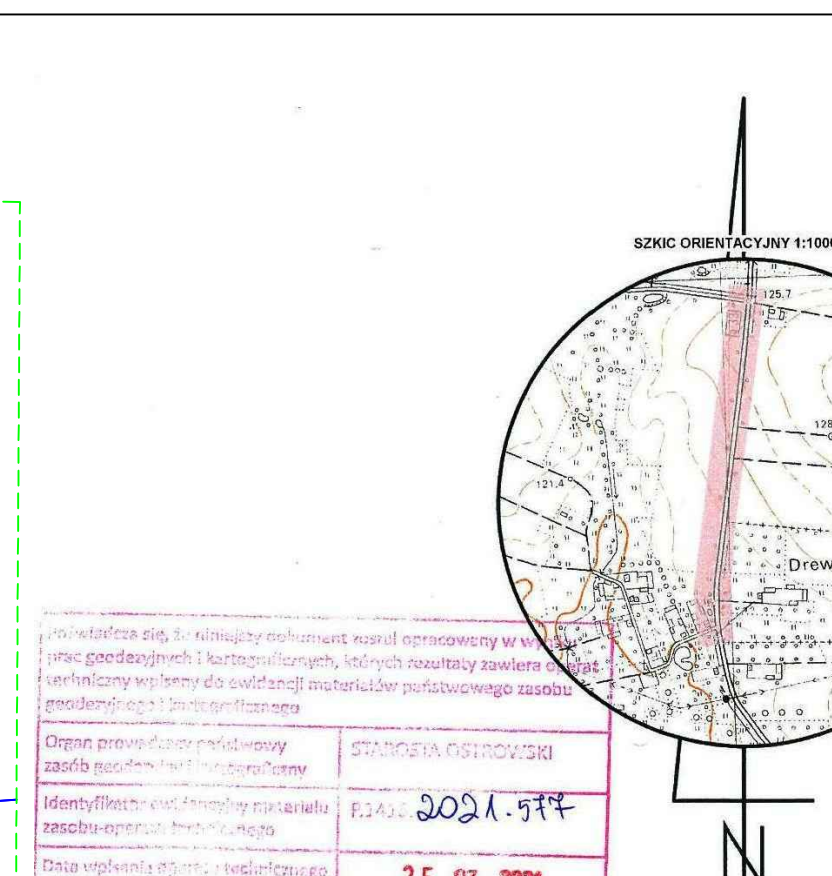 SZKIC ORIENTACYJNY 1:1000
125.7
128
121.4
Drew
Poświadcza się, że niniejszy dokument został opracowany w wyniku
prac geodezyjnych i kartograficznych, których rezultaty zawiera operat
techniczny wpisany do ewidencji materiałów państwowego zasobu
geodezyjnego i kartograficznego
Organ prowadzący państwowy
zasób geodezyjny i kartograficzny
STAROSTA OSTROWSKI
Identyfikator ewidencyjny materiału
zasobu-operatu technicznego
2021.577
Data wpisania operatu technicznego
N